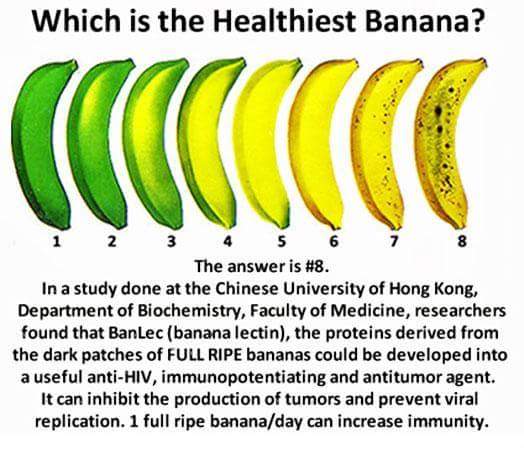 Which is the Healthiest Banana?
1 2 3 4 5 6 7 8
The answer is #8.
In a study done at the Chinese University of Hong Kong,
Department of Biochemistry, Faculty of Medicine, researchers
found that BanLec (banana lectin), the proteins derived from
the dark patches of FULL RIPE bananas could be developed into
a useful anti-HIV, immunopotentiating and antitumor agent.
It can inhibit the production of tumors and prevent viral
replication. 1 full ripe banana/day can increase immunity.